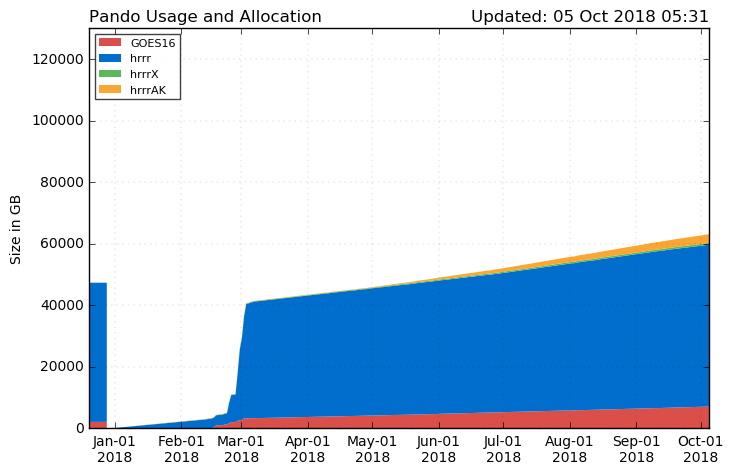 Pando Usage and Allocation
Updated: 05 Oct 2018 05:31
GOES16
hrrr
hrrrX
hrrrAK
Size in GB
120000
100000
80000
60000
40000
20000
0
Jan-01 2018
Feb-01 2018
Mar-01 2018
Apr-01 2018
May-01 2018
Jun-01 2018
Jul-01 2018
Aug-01 2018
Sep-01 2018
Oct-01 2018